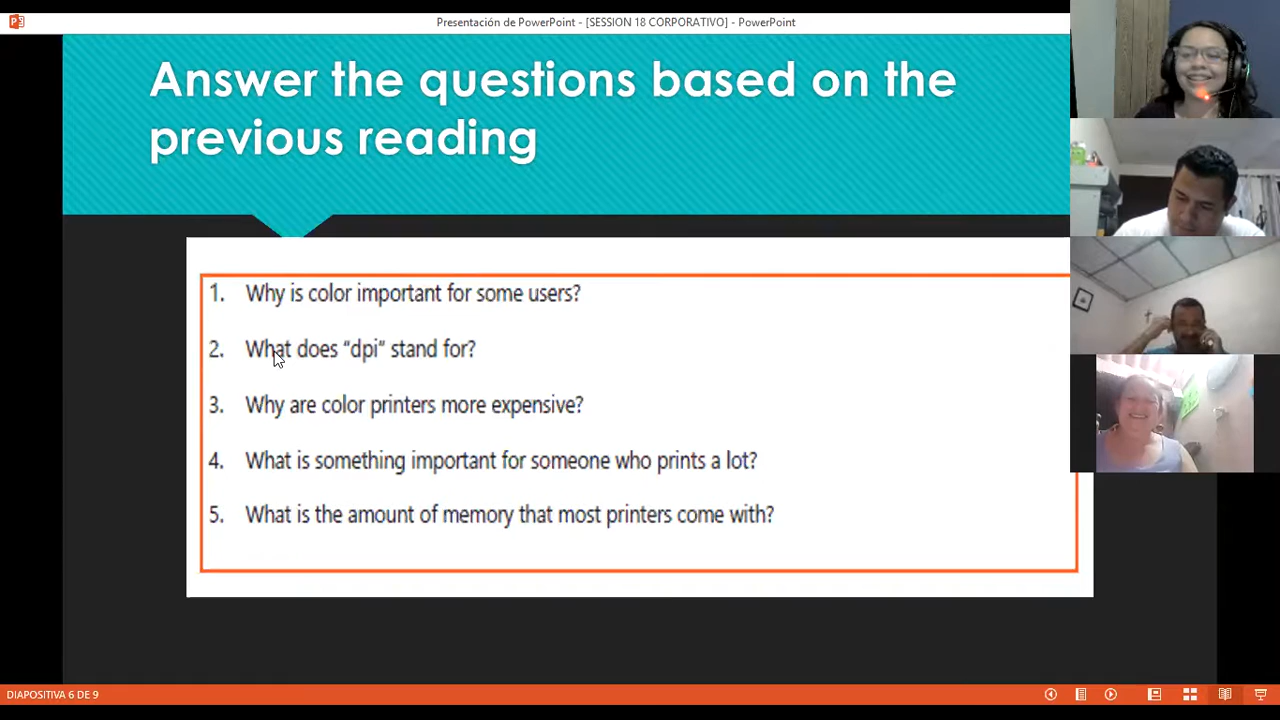 Presentación de PowerPoint - [SESSION 18 CORPORATIVO] - PowerPoint
Answer the questions based on the
previous reading
1. Why is color important for some users?
2. What does “dpi” stand for?
3. Why are color printers more expensive?
4. What is something important for someone who prints a lot?
5. What is the amount of memory that most printers come with?
DIAPOSITIVA 6 DE 9